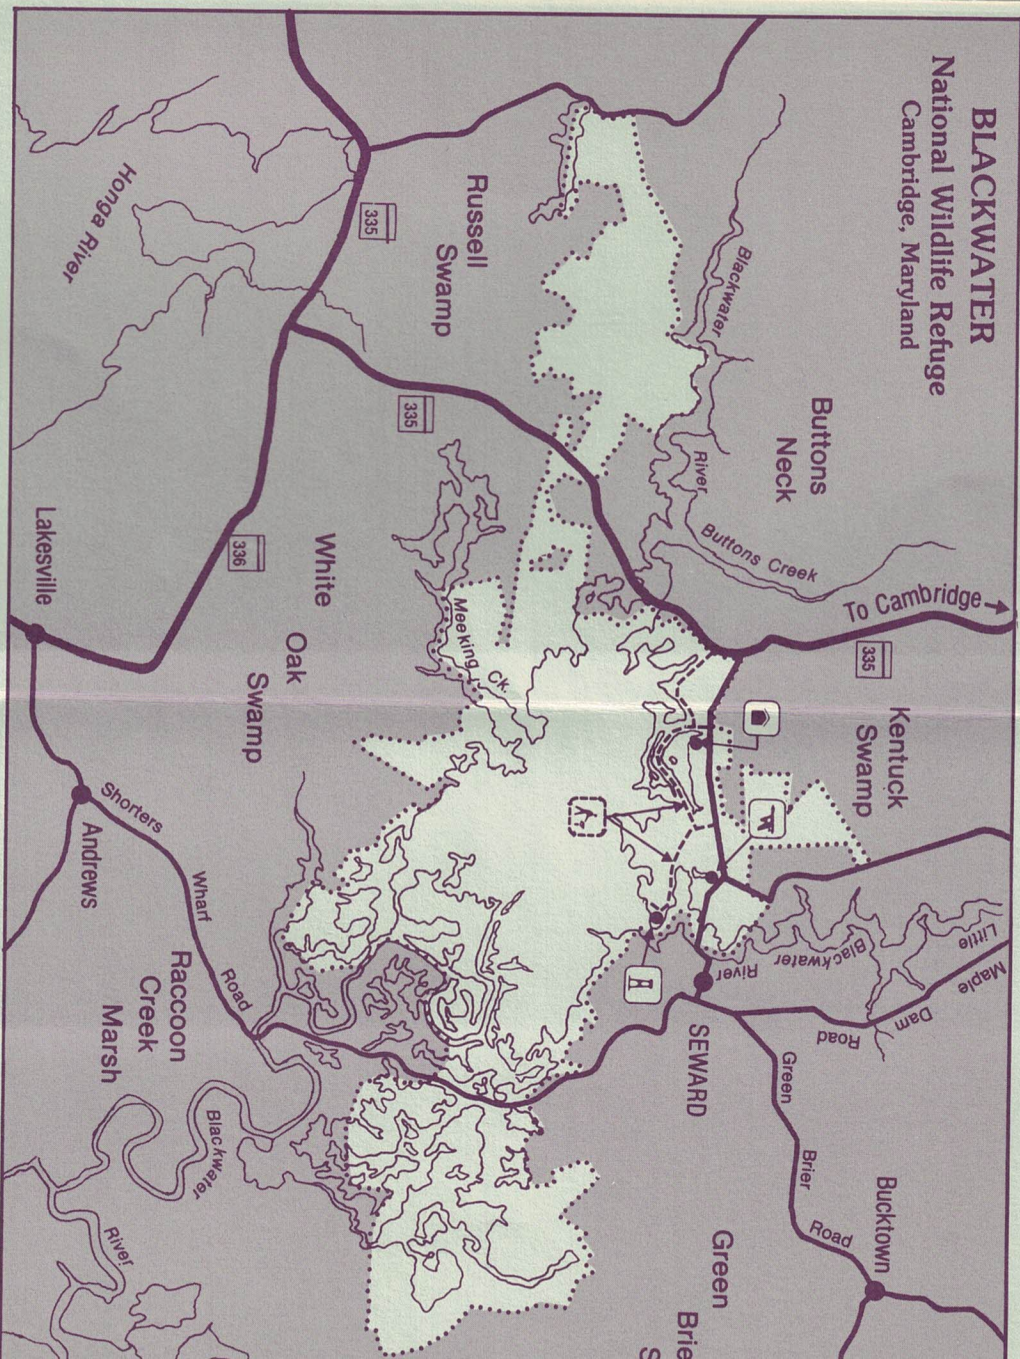 BLACKWATER
National Wildlife Refuge
Cambridge, Maryland
Blackwater
River
Buttons
Neck
Buttons Creek
To Cambridge
335
Kentuck
Swamp
Little
Blackwater
River
Maple
Dam
Road
Russell
Swamp
335
335
Honga River
White
Oak
Swamp
Meeking
Ck.
336
Lakesville
Andrews
Shorters
Wharf
Road
Raccoon
Creek
Marsh
Blackwater
River
SEWARD
Green
Brier
Road
Bucktown
Green